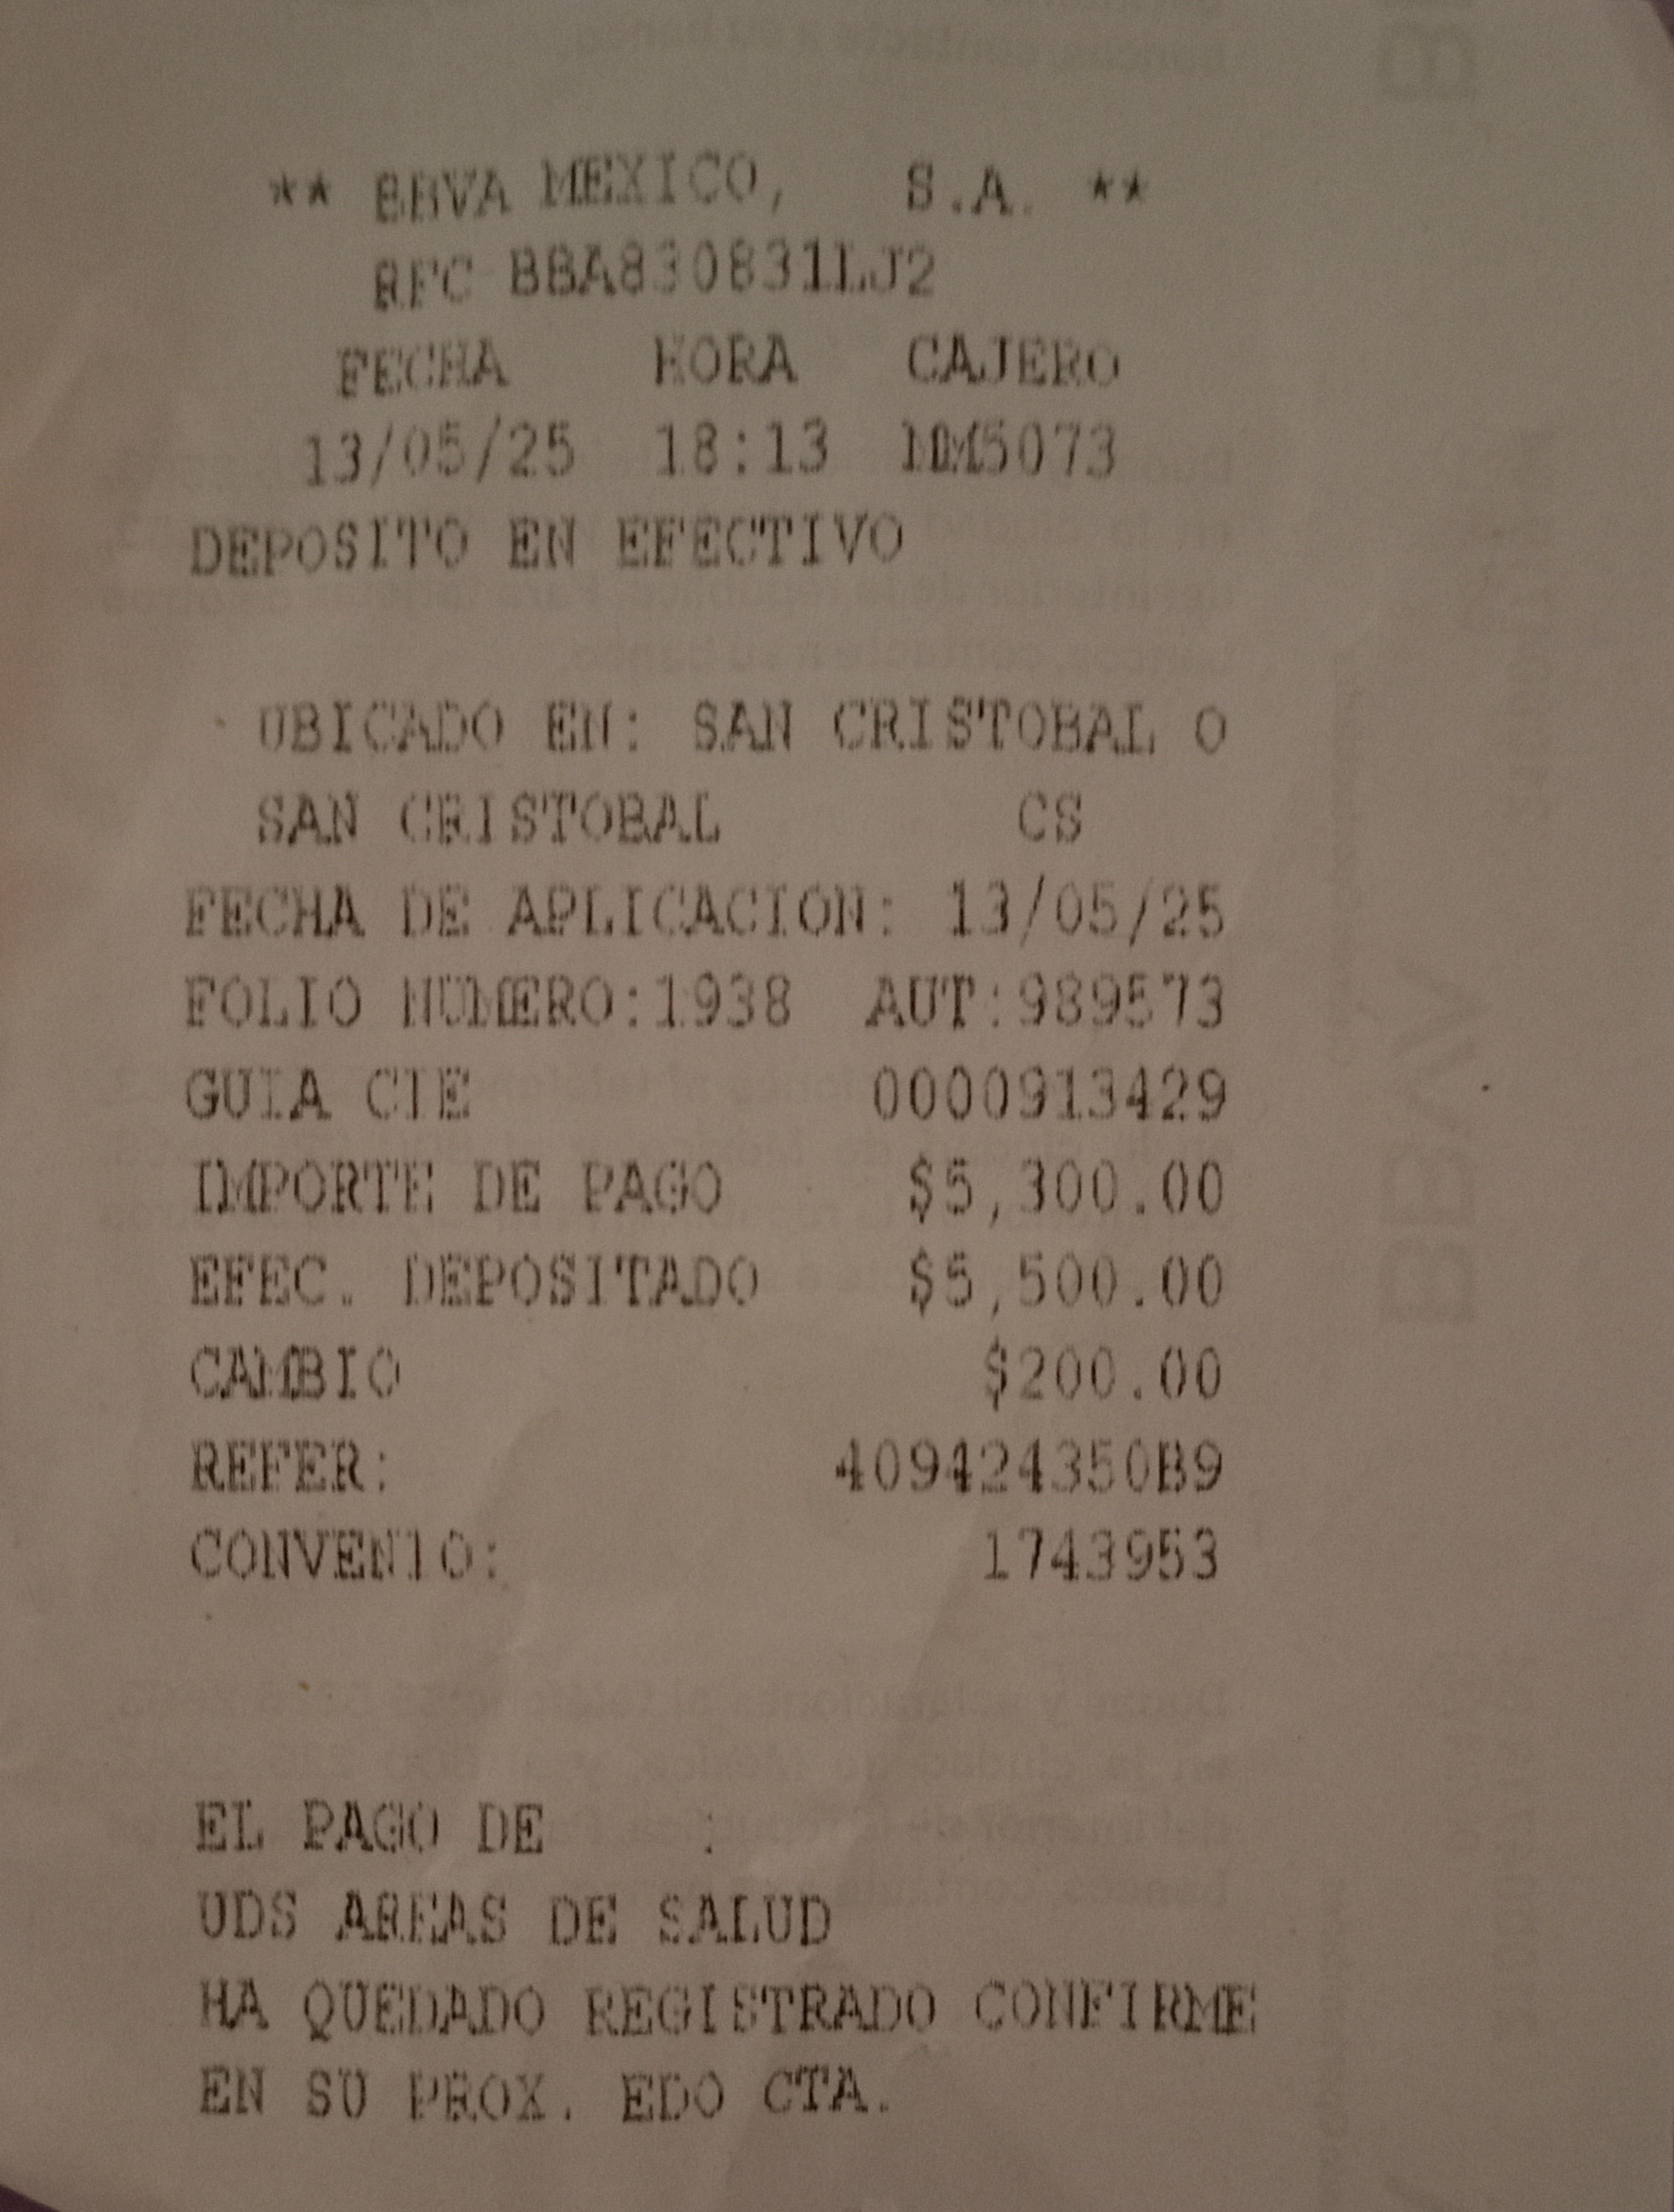 ** BBVA MEXICO, S.A. **
RFC BBA830831LJ2
FECHA HORA CAJERO
13/05/25 18:13 MM5073
DEPOSITO EN EFECTIVO
UBICADO EN: SAN CRISTOBAL O
SAN CRISTOBAL CS
FECHA DE APLICACION: 13/05/25
FOLIO NUMERO:1938 AUT:989573
GUIA CIE 0000913429
IMPORTE DE PAGO $5,300.00
EFEC. DEPOSITADO $5,500.00
CAMBIO $200.00
REFER: 409424350B9
CONVENIO: 1743953
EL PAGO DE :
UDS AREAS DE SALUD
HA QUEDADO REGISTRADO CONFIRME
EN SU PROX. EDO CTA.